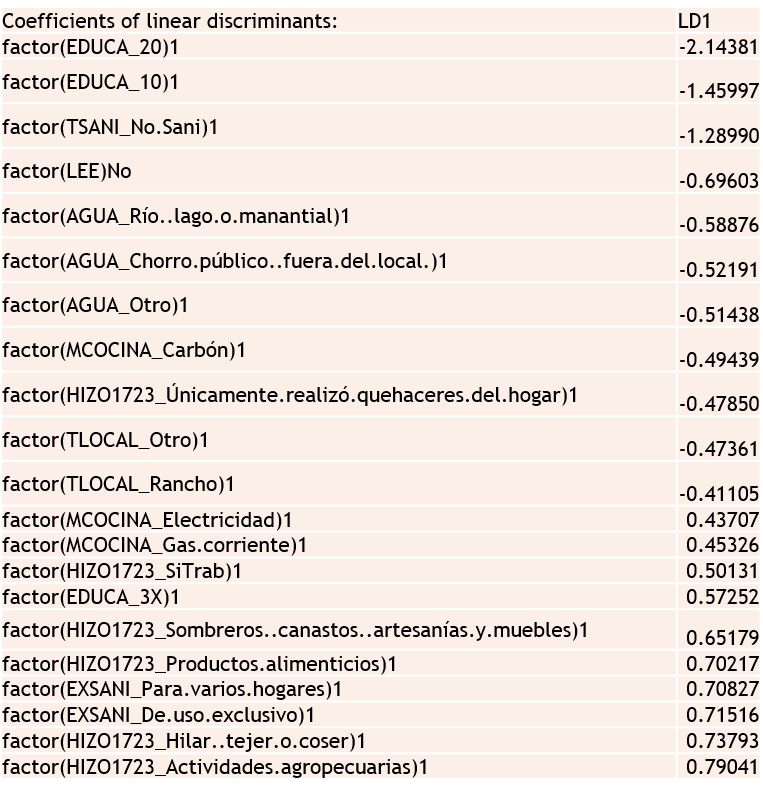 Coefficients of linear discriminants: LD1
factor(EDUCA_20)1 -2.14381
factor(EDUCA_10)1 -1.45997
factor(TSANI_No.Sani)1 -1.28990
factor(LEE)No -0.69603
factor(AGUA_Río..lago.o.manantial)1 -0.58876
factor(AGUA_Chorro.público..fuera.del.local.)1 -0.52191
factor(AGUA_Otro)1 -0.51438
factor(MCOCINA_Carbón)1 -0.49439
factor(HIZO1723_Únicamente.realizó.quehaceres.del.hogar)1 -0.47850
factor(TLOCAL_Otro)1 -0.47361
factor(TLOCAL_Rancho)1 -0.41105
factor(MCOCINA_Electricidad)1 0.43707
factor(MCOCINA_Gas.corriente)1 0.45326
factor(HIZO1723_SiTrab)1 0.50131
factor(EDUCA_3X)1 0.57252
factor(HIZO1723_Sombreros..canastos..artesanías.y.muebles)1 0.65179
factor(HIZO1723_Productos.alimenticios)1 0.70217
factor(EXSANI_Para.varios.hogares)1 0.70827
factor(EXSANI_De.uso.exclusivo)1 0.71516
factor(HIZO1723_Hilar..tejer.o.coser)1 0.73793
factor(HIZO1723_Actividades.agropecuarias)1 0.79041